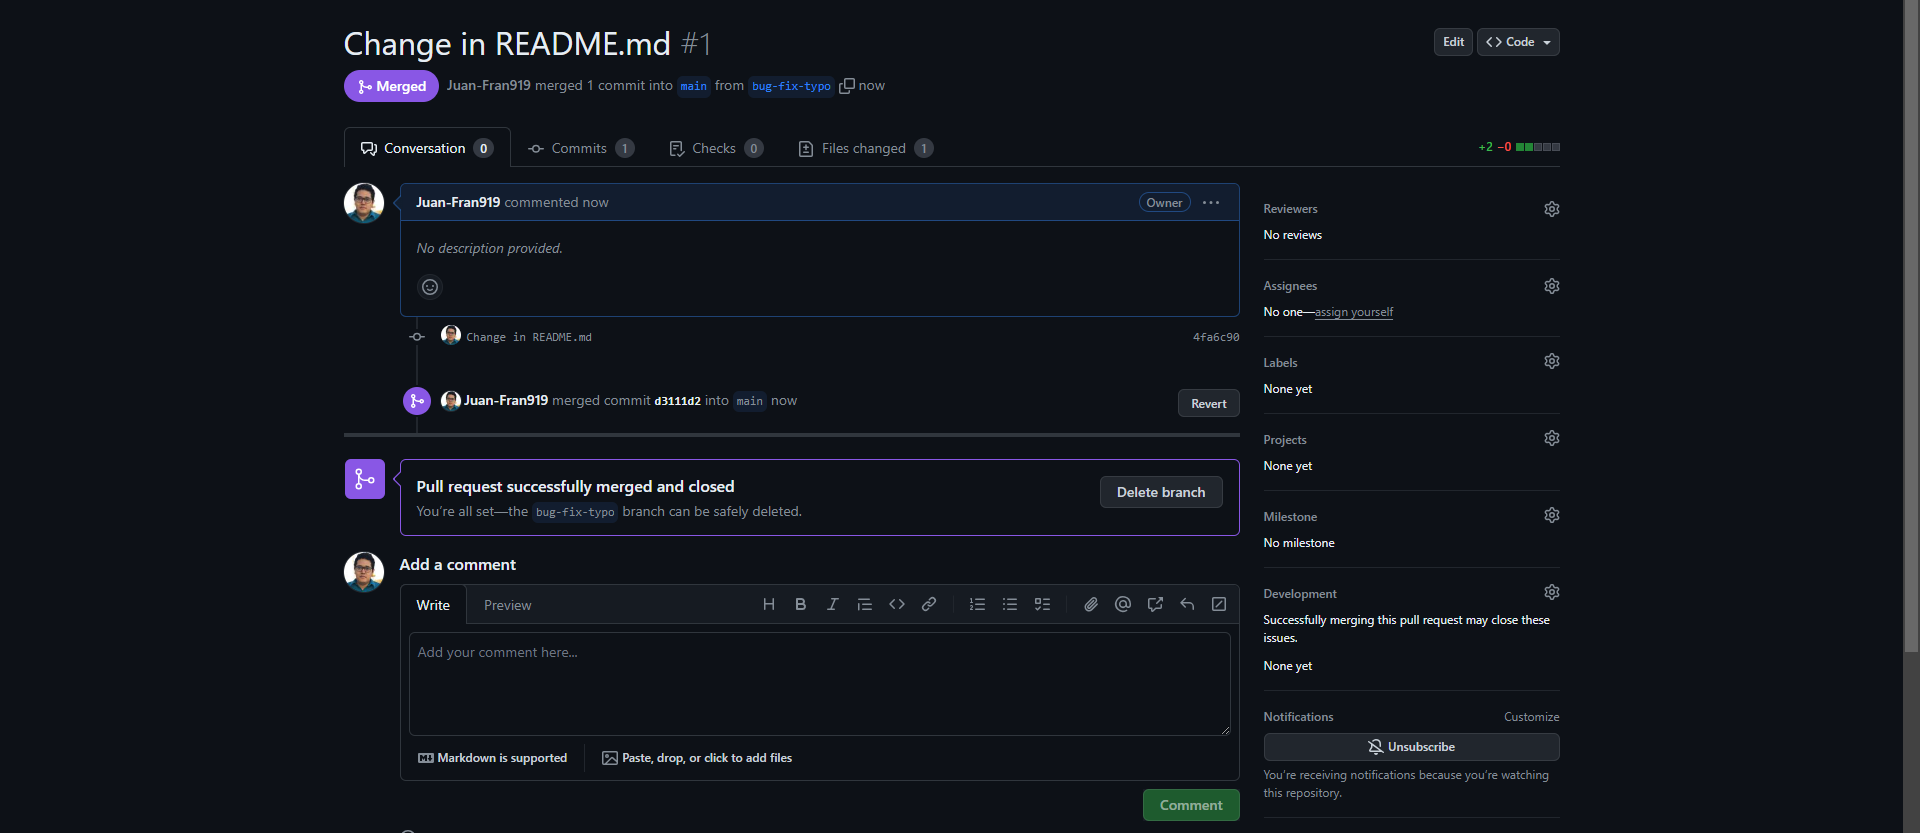 Change in README.md #1
Edit
Code
Merged
Juan-Fran919 merged 1 commit into main from bug-fix-typo now
Conversation 0
Commits 1
Checks 0
Files changed 1
+2 −0
Juan-Fran919 commented now
Owner
No description provided.
Change in README.md
4fa6c90
Juan-Fran919 merged commit d3111d2 into main now
Revert
Pull request successfully merged and closed
You're all set—the bug-fix-typo branch can be safely deleted.
Delete branch
Add a comment
Write
Preview
Add your comment here...
Markdown is supported
Paste, drop, or click to add files
Comment
Reviewers
No reviews
Assignees
No one—assign yourself
Labels
None yet
Projects
None yet
Milestone
No milestone
Development
Successfully merging this pull request may close these
issues.
None yet
Notifications
Customize
Unsubscribe
You're receiving notifications because you're watching
this repository.